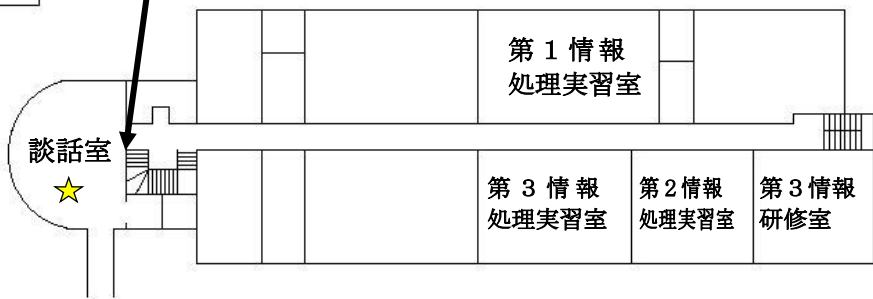 第１情報
処理実習室
談話室
第３情報
処理実習室
第2情報
処理実習室
第3情報
研修室